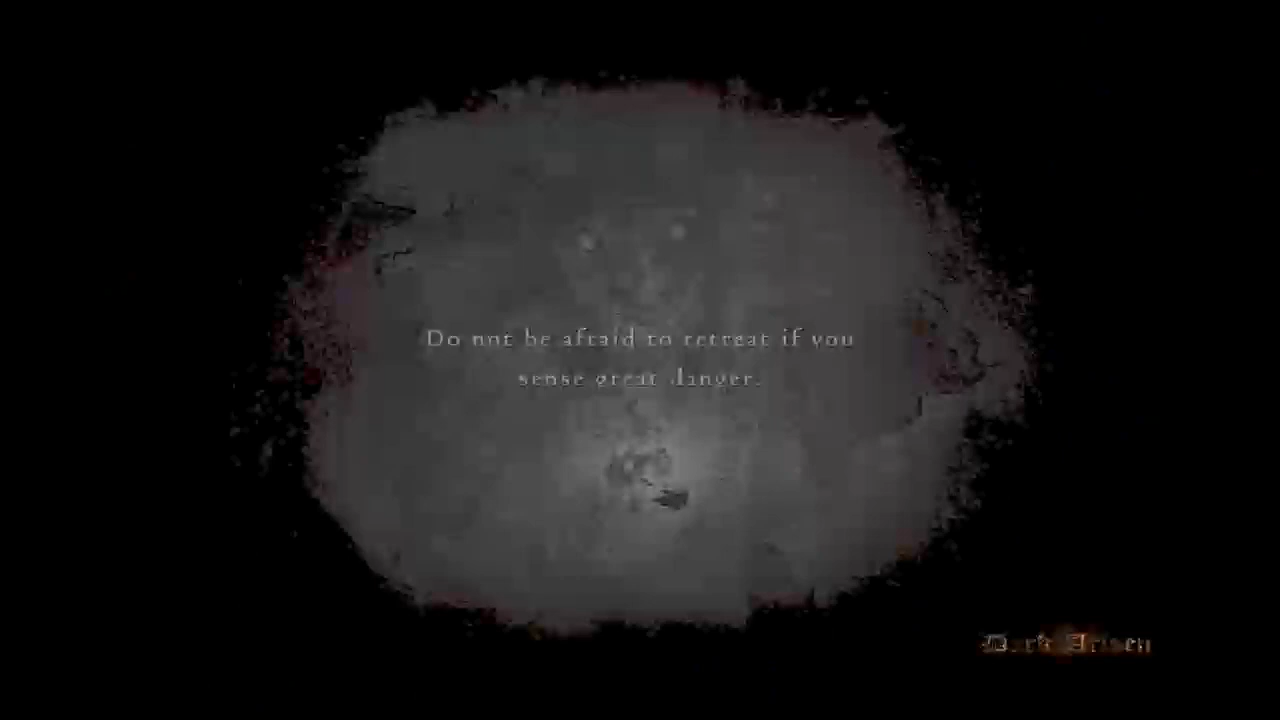 Do not be afraid to retreat if you
sense great danger.
Dark Arisen